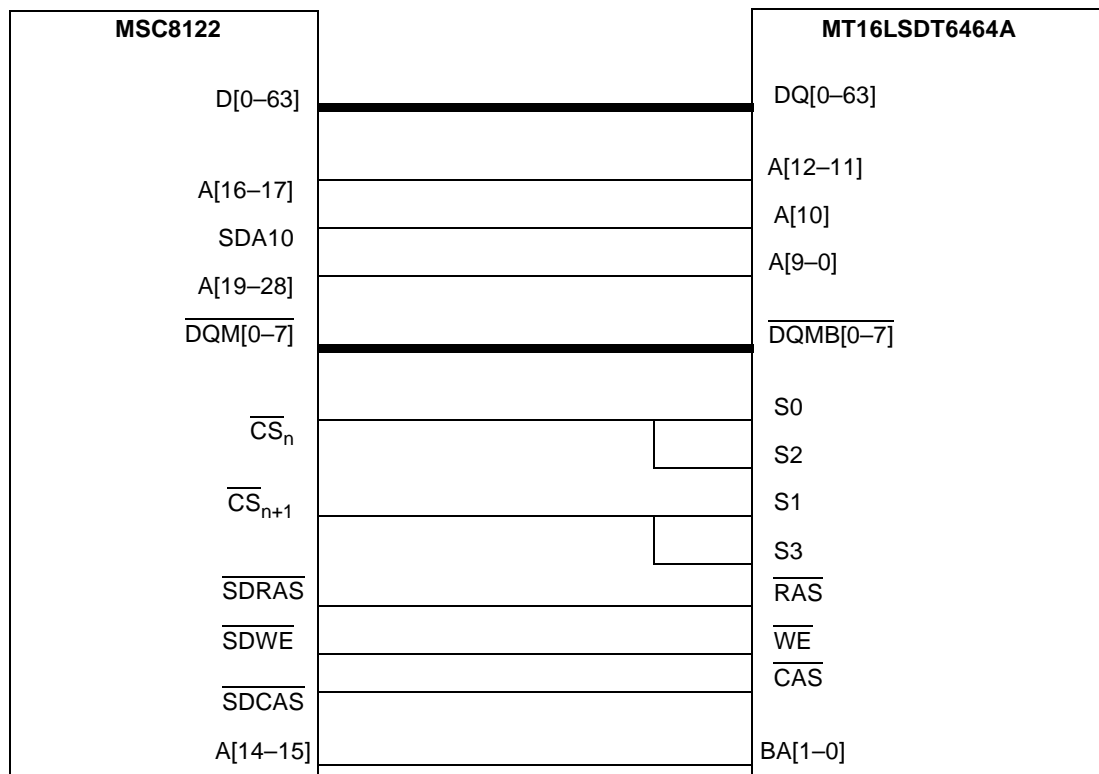 MSC8122 MT16LSDT6464A
D[0–63] DQ[0–63]
A[16–17] A[12–11]
SDA10 A[10]
A[19–28] A[9–0]
DQM[0–7] DQMB[0–7]
CSn S0
S2
CSn+1 S1
S3
SDRAS RAS
SDWE WE
SDCAS CAS
A[14–15] BA[1–0]